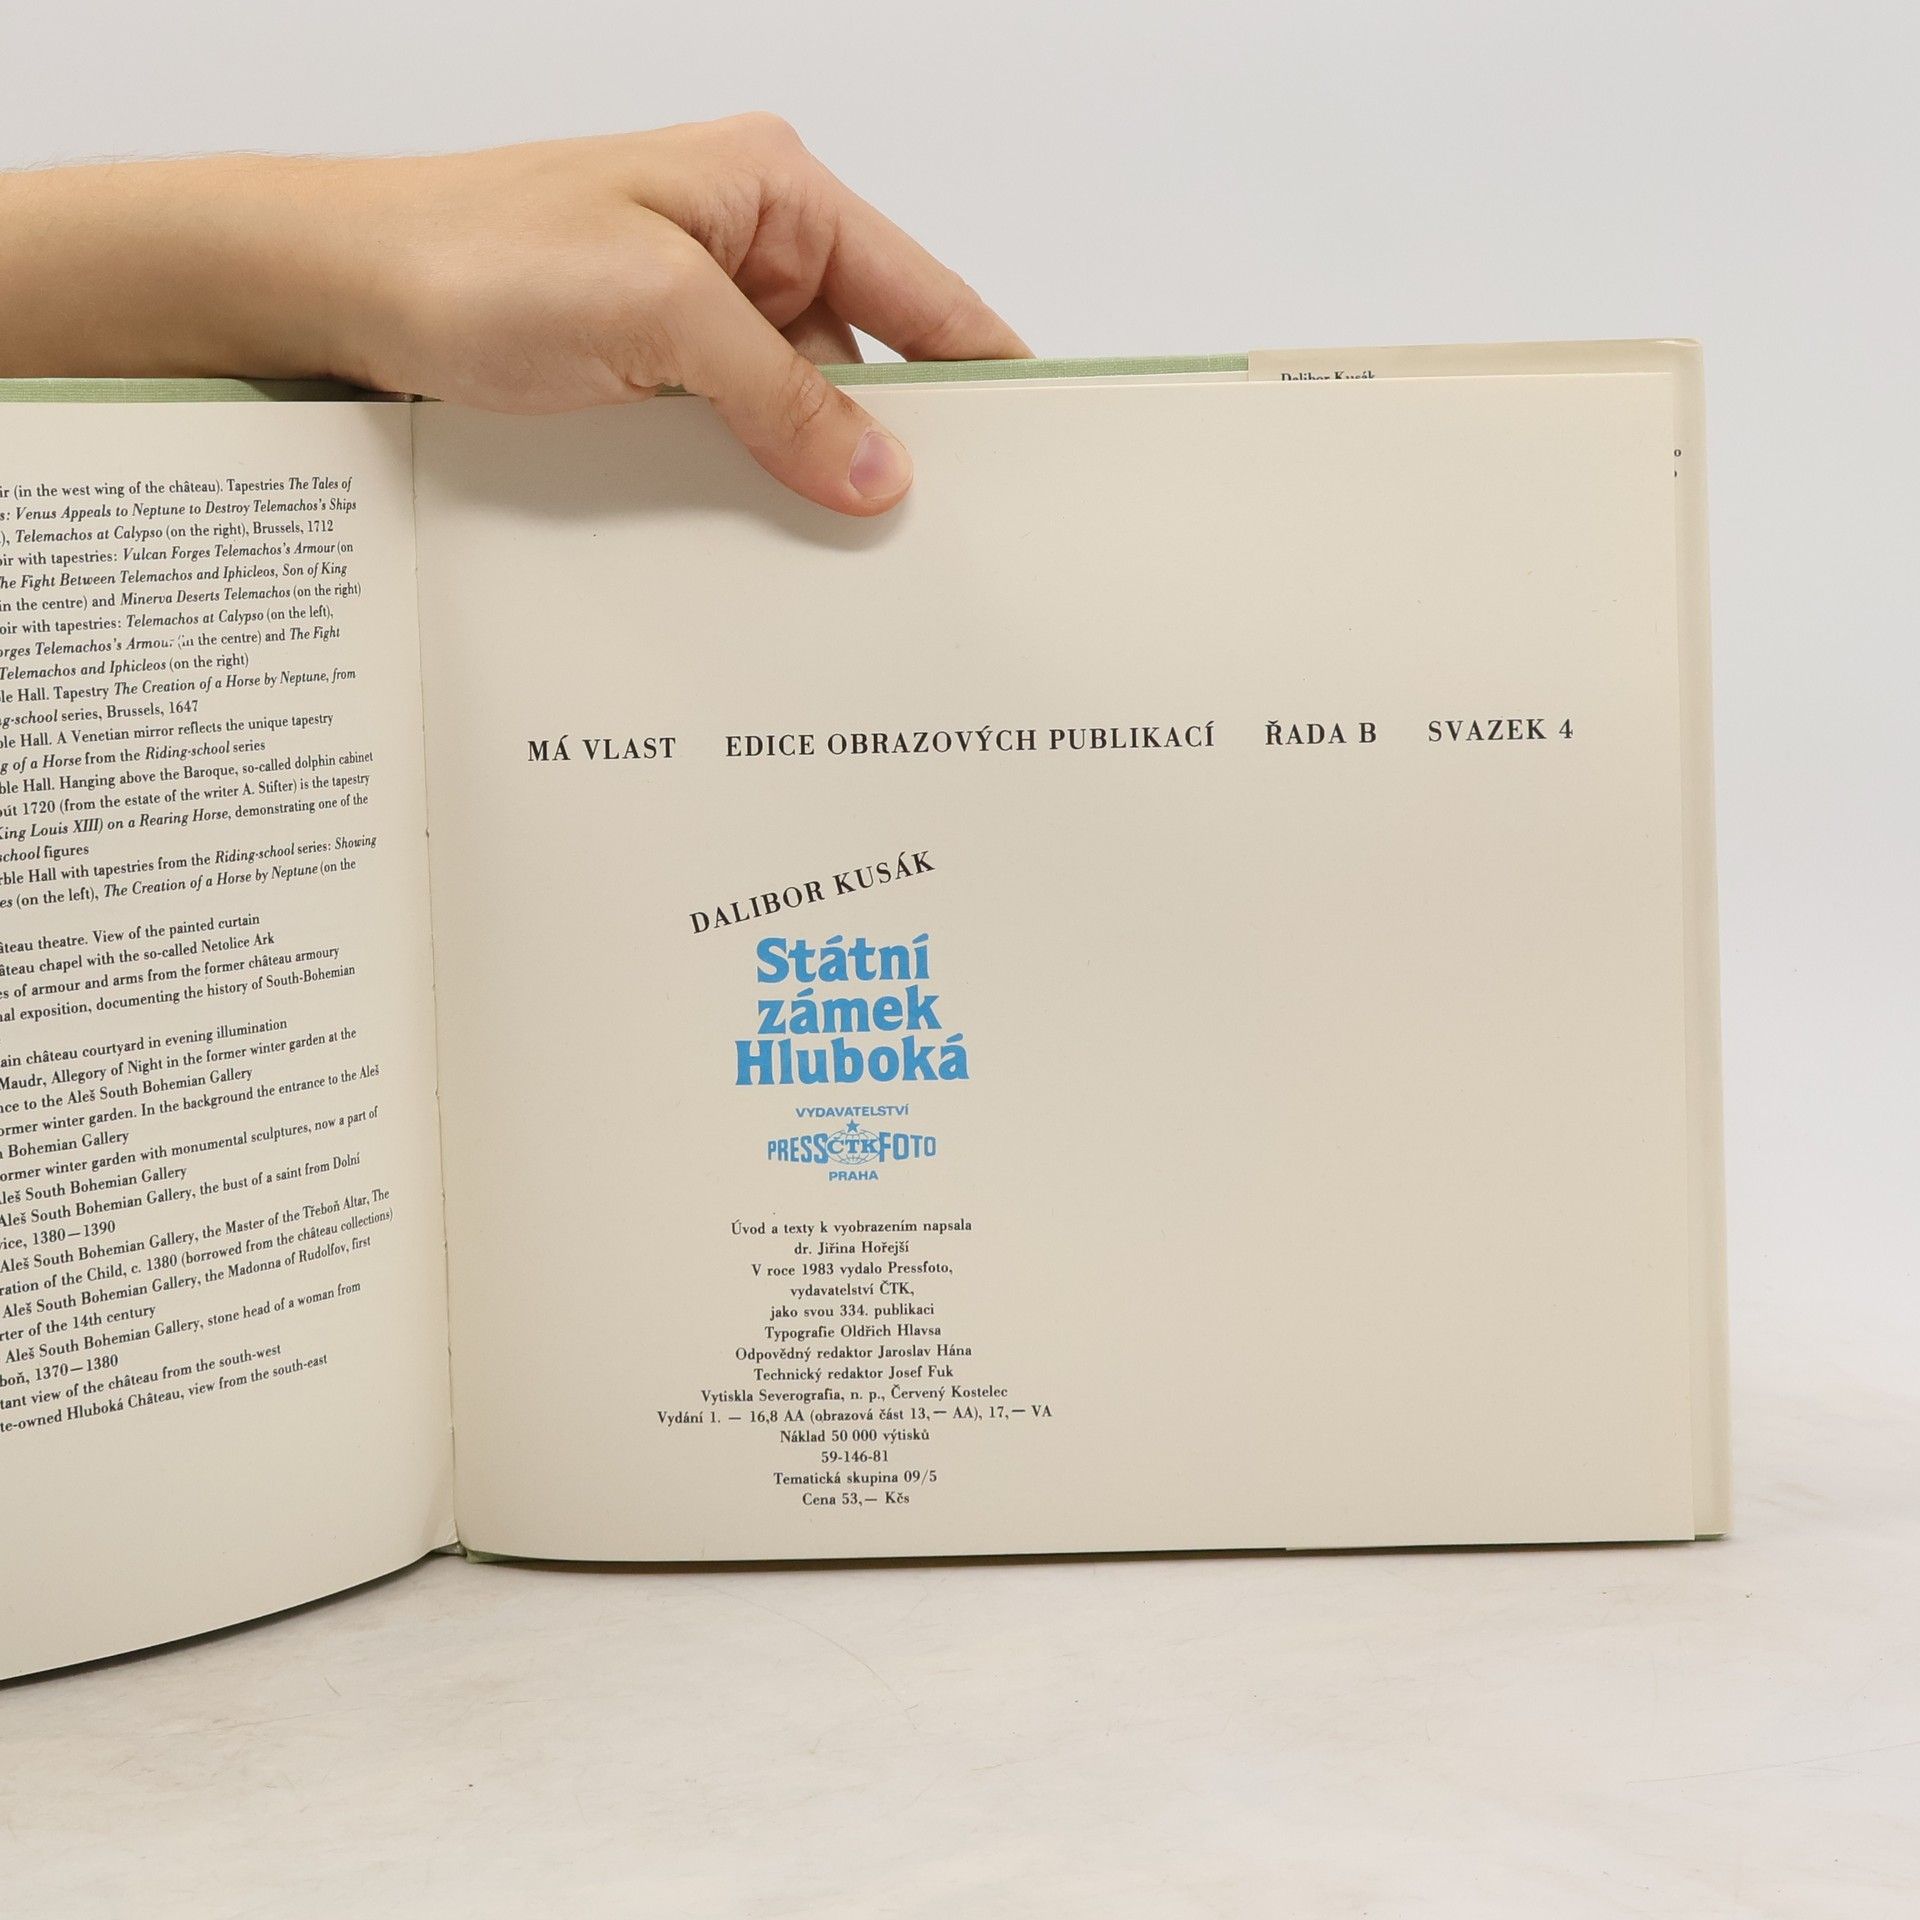 ir (in the west wing of the château). Tapestries The Tales of
s: Venus Appeals to Neptune to Destroy Telemachos's Ships
), Telemachos at Calypso (on the right), Brussels, 1712
oir with tapestries: Vulcan Forges Telemachos's Armour (on
The Fight Between Telemachos and Iphicleos, Son of King
in the centre) and Minerva Deserts Telemachos (on the right)
oir with tapestries: Telemachos at Calypso (on the left),
orges Telemachos's Armour (in the centre) and The Fight
Telemachos and Iphicleos (on the right)
ble Hall. Tapestry The Creation of a Horse by Neptune, from
ng-school series, Brussels, 1647
ble Hall. A Venetian mirror reflects the unique tapestry
g of a Horse from the Riding-school series
ble Hall. Hanging above the Baroque, so-called dolphin cabinet
out 1720 (from the estate of the writer A. Stifter) is the tapestry
King Louis XIII) on a Rearing Horse, demonstrating one of the
school figures
rble Hall with tapestries from the Riding-school series: Showing
es (on the left), The Creation of a Horse by Neptune (on the
âteau theatre. View of the painted curtain
âteau chapel with the so-called Netolice Ark
es of armour and arms from the former château armoury
nal exposition, documenting the history of South-Bohemian
ain château courtyard in evening illumination
Maudr, Allegory of Night in the former winter garden at the
nce to the Aleš South Bohemian Gallery
ormer winter garden. In the background the entrance to the Aleš
h Bohemian Gallery
ormer winter garden with monumental sculptures, now a part of
Aleš South Bohemian Gallery
Aleš South Bohemian Gallery, the bust of a saint from Dolní
vice, 1380—1390
Aleš South Bohemian Gallery, the Master of the Třeboň Altar, The
ration of the Child, c. 1380 (borrowed from the château collections)
Aleš South Bohemian Gallery, the Madonna of Rudolfov, first
rter of the 14th century
Aleš South Bohemian Gallery, stone head of a woman from
boň, 1370—1380
tant view of the château from the south-west
te-owned Hluboká Château, view from the south-east
Dalibor Kusák
MÁ VLAST EDICE OBRAZOVÝCH PUBLIKACÍ ŘADA B SVAZEK 4
DALIBOR KUSÁK
Státní
zámek
Hluboká
VYDAVATELSTVÍ
PRESS ČTK FOTO
PRAHA
Úvod a texty k vyobrazením napsala
dr. Jiřina Hořejší
V roce 1983 vydalo Pressfoto,
vydavatelství ČTK,
jako svou 334. publikaci
Typografie Oldřich Hlavsa
Odpovědný redaktor Jaroslav Hána
Technický redaktor Josef Fuk
Vytiskla Severografia, n. p., Červený Kostelec
Vydání 1. — 16,8 AA (obrazová část 13,— AA), 17,— VA
Náklad 50 000 výtisků
59-146-81
Tematická skupina 09/5
Cena 53,— Kčs